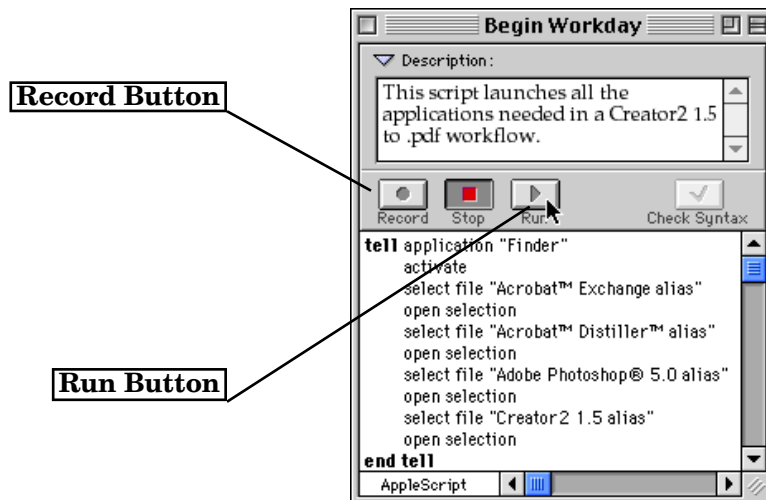 Begin Workday
Description:
This script launches all the
applications needed in a Creator2 1.5
to .pdf workflow.
Record Button
Record Stop Run Check Syntax
tell application "Finder"
activate
select file "Acrobat™ Exchange alias"
open selection
select file "Acrobat™ Distiller™ alias"
open selection
select file "Adobe Photoshop® 5.0 alias"
open selection
select file "Creator2 1.5 alias"
open selection
end tell
Run Button
AppleScript